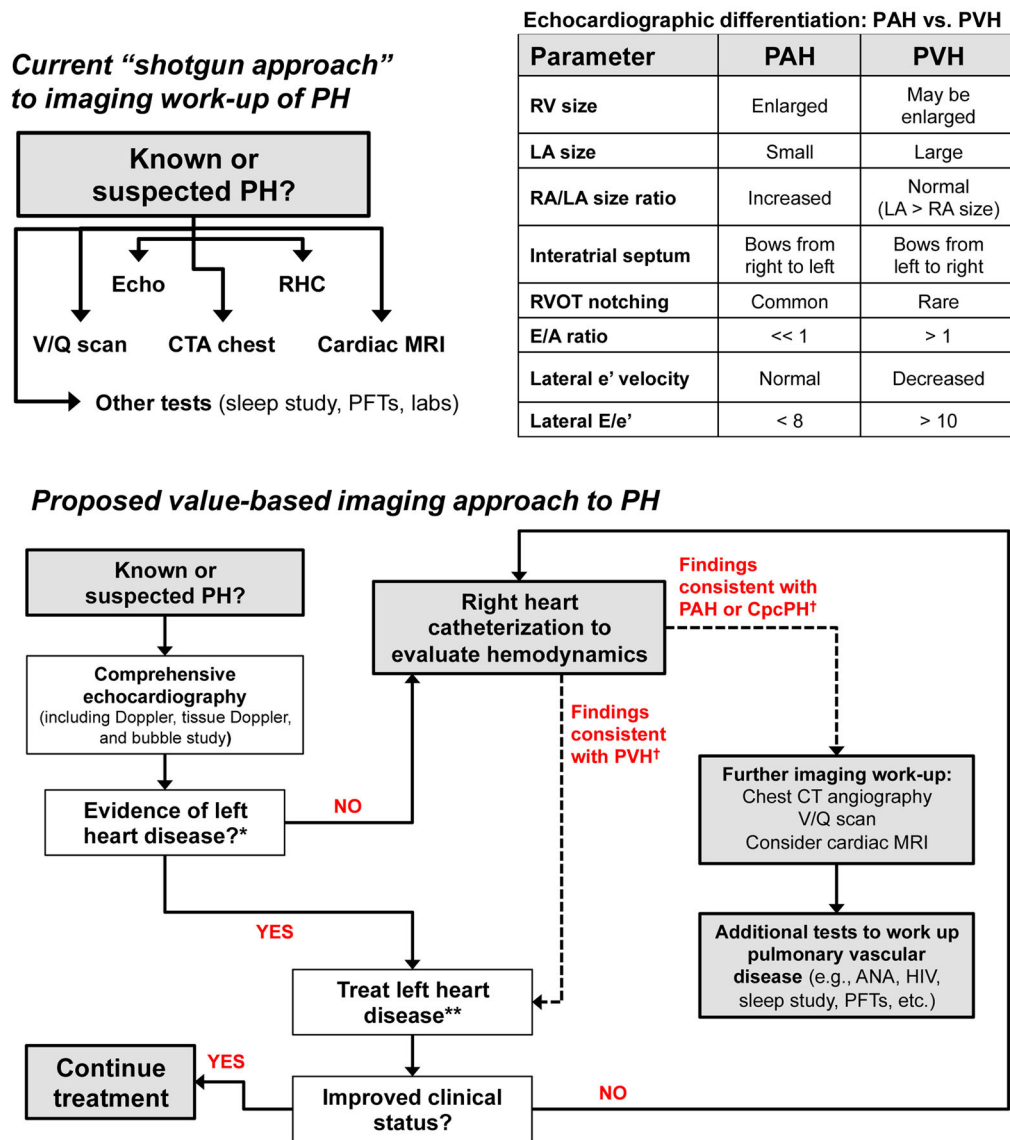 Current “shotgun approach”
to imaging work-up of PH
Known or
suspected PH?
Echo
RHC
V/Q scan
CTA chest
Cardiac MRI
Other tests (sleep study, PFTs, labs)
Echocardiographic differentiation: PAH vs. PVH
Parameter PAH PVH
RV size Enlarged May be
enlarged
LA size Small Large
RA/LA size ratio Increased Normal
(LA > RA size)
Interatrial septum Bows from
right to left Bows from
left to right
RVOT notching Common Rare
E/A ratio << 1 > 1
Lateral e’ velocity Normal Decreased
Lateral E/e’ < 8 > 10
Proposed value-based imaging approach to PH
Known or
suspected PH?
Comprehensive
echocardiography
(including Doppler, tissue Doppler,
and bubble study)
Evidence of left
heart disease?*
NO
YES
Right heart
catheterization to
evaluate hemodynamics
Findings
consistent with
PAH or CpcPH†
Findings
consistent
with PVH†
Further imaging work-up:
Chest CT angiography
V/Q scan
Consider cardiac MRI
Additional tests to work up
pulmonary vascular
disease (e.g., ANA, HIV,
sleep study, PFTs, etc.)
Treat left heart
disease**
Improved clinical
status?
YES
NO
Continue
treatment